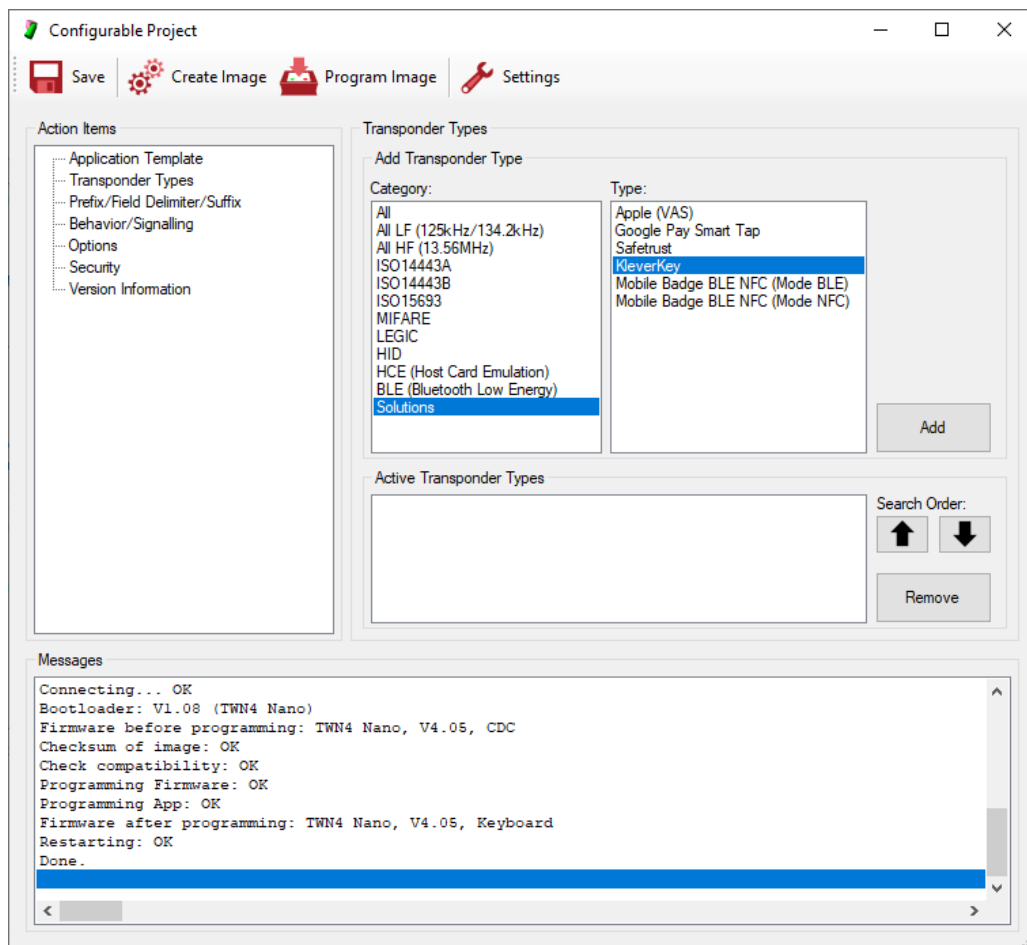 Configurable Project
Save
Create Image
Program Image
Settings
Action Items
Application Template
Transponder Types
Prefix/Field Delimiter/Suffix
Behavior/Signalling
Options
Security
Version Information
Transponder Types
Add Transponder Type
Category:
All
All LF (125kHz/134.2kHz)
All HF (13.56MHz)
ISO14443A
ISO14443B
ISO15693
MIFARE
LEGIC
HID
HCE (Host Card Emulation)
BLE (Bluetooth Low Energy)
Solutions
Type:
Apple (VAS)
Google Pay Smart Tap
Safetrust
KleverKey
Mobile Badge BLE NFC (Mode BLE)
Mobile Badge BLE NFC (Mode NFC)
Add
Active Transponder Types
Search Order:
Remove
Messages
Connecting... OK
Bootloader: V1.08 (TWN4 Nano)
Firmware before programming: TWN4 Nano, V4.05, CDC
Checksum of image: OK
Check compatibility: OK
Programming Firmware: OK
Programming App: OK
Firmware after programming: TWN4 Nano, V4.05, Keyboard
Restarting: OK
Done.